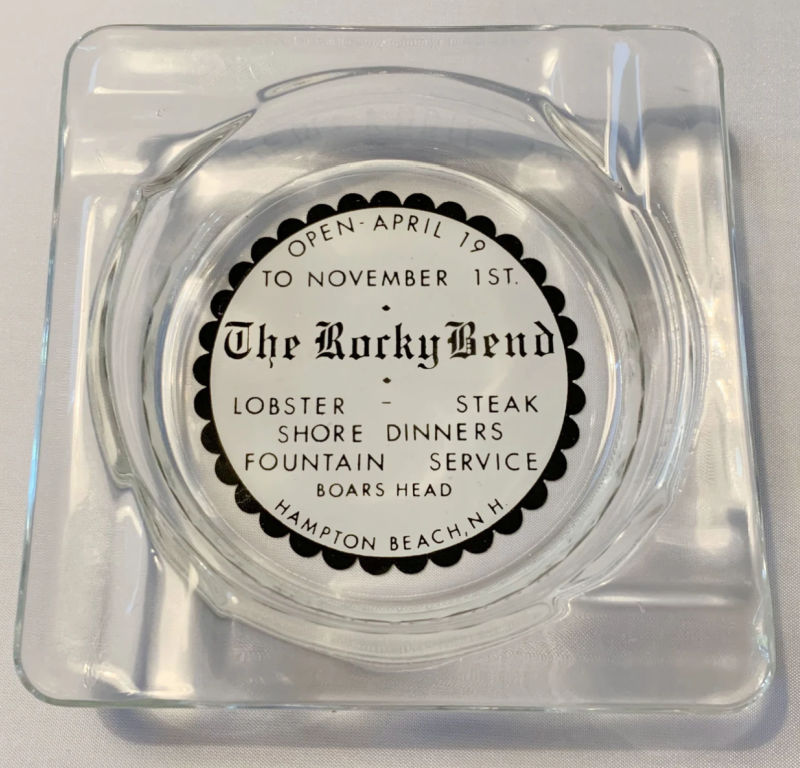 OPEN - APRIL 19
TO NOVEMBER 1ST.
The Rocky Bend
LOBSTER - STEAK
SHORE DINNERS
FOUNTAIN SERVICE
BOARS HEAD
HAMPTON BEACH, N.H.